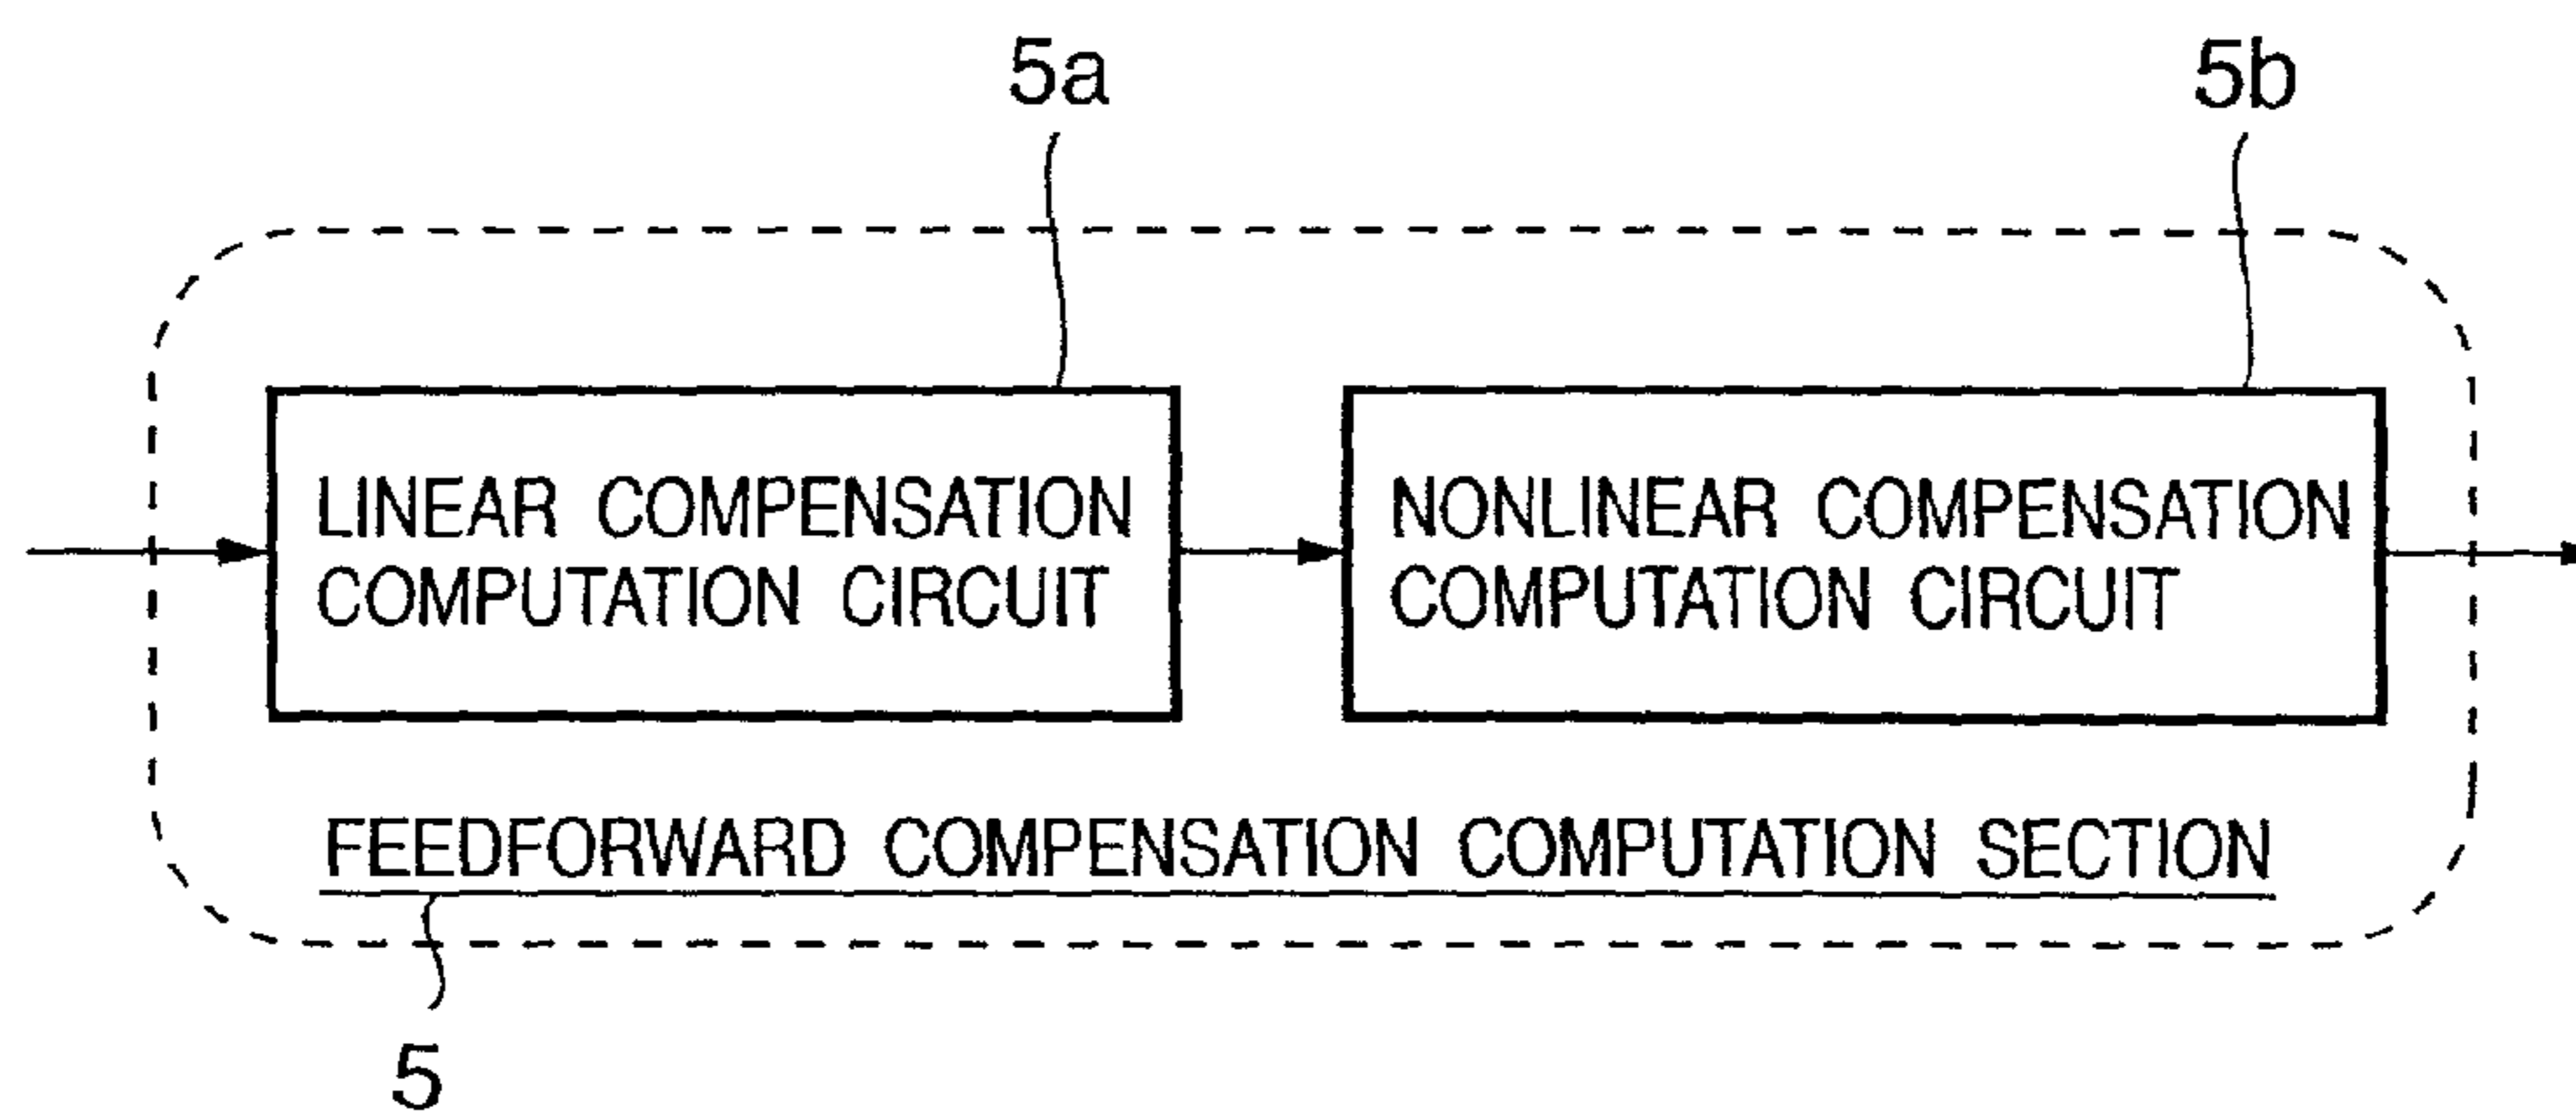 5a
5b
LINEAR COMPENSATION
COMPUTATION CIRCUIT
NONLINEAR COMPENSATION
COMPUTATION CIRCUIT
FEEDFORWARD COMPENSATION COMPUTATION SECTION
5